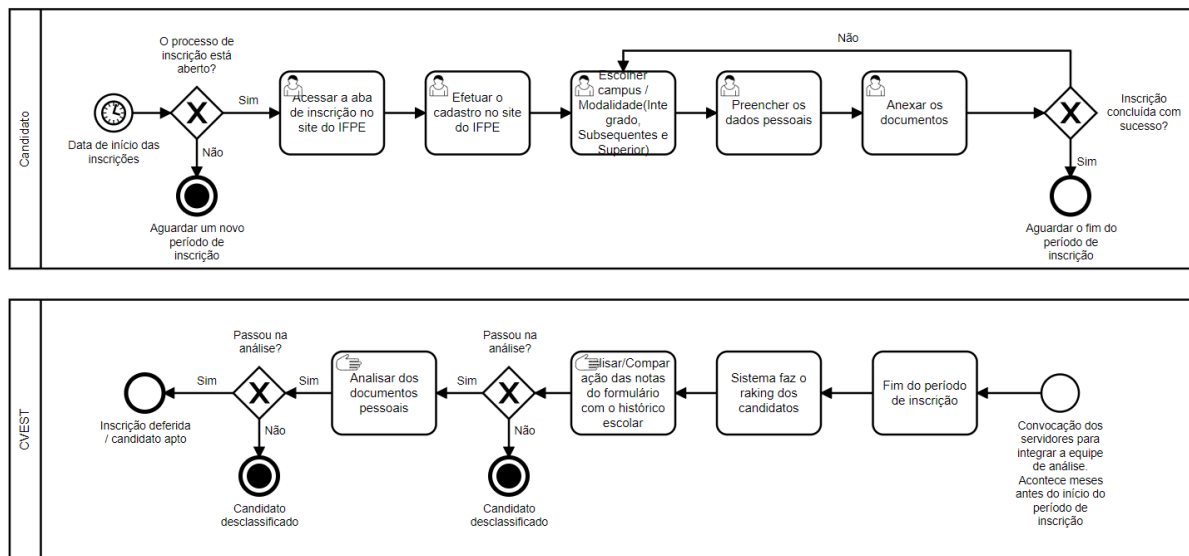 Candidato
Data de início das
inscrições
O processo de
inscrição está
aberto?
Sim
Não
Aguardar um novo
período de
inscrição
Acessar a aba
de inscrição no
site do IFPE
Efetuar o
cadastro no site
do IFPE
Escolher
campus /
Modalidade(Inte
grado,
Subsequentes e
Superior)
Preencher os
dados pessoais
Anexar os
documentos
Não
Inscrição
concluída com
sucesso?
Sim
Aguardar o fim do
período de
inscrição
CVEST
Inscrição deferida
/ candidato apto
Sim
Passou na
análise?
Não
Candidato
desclassificado
Sim
Analisar dos
documentos
pessoais
Sim
Passou na
análise?
Não
Candidato
desclassificado
alisar/Compar
ação das notas
do formulário
com o histórico
escolar
Sistema faz o
raking dos
candidatos
Fim do período
de inscrição
Convocação dos
servidores para
integrar a equipe
de análise.
Acontece meses
antes do início do
período de
inscrição